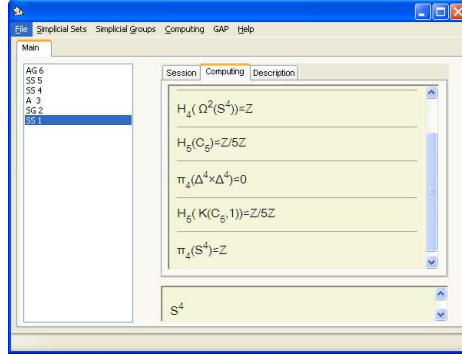 File Simplicial Sets Simplicial Groups Computing GAP Help
Main
AG 6
SS 5
SS 4
A 3
SG 2
SS 1
Session Computing Description
H₄( Ω²(S⁴))=Z
H₅(C₅)=Z/5Z
π₄(Δ⁴×Δ⁴)=0
H₅( K(C₅,1))=Z/5Z
π₄(S⁴)=Z
S⁴